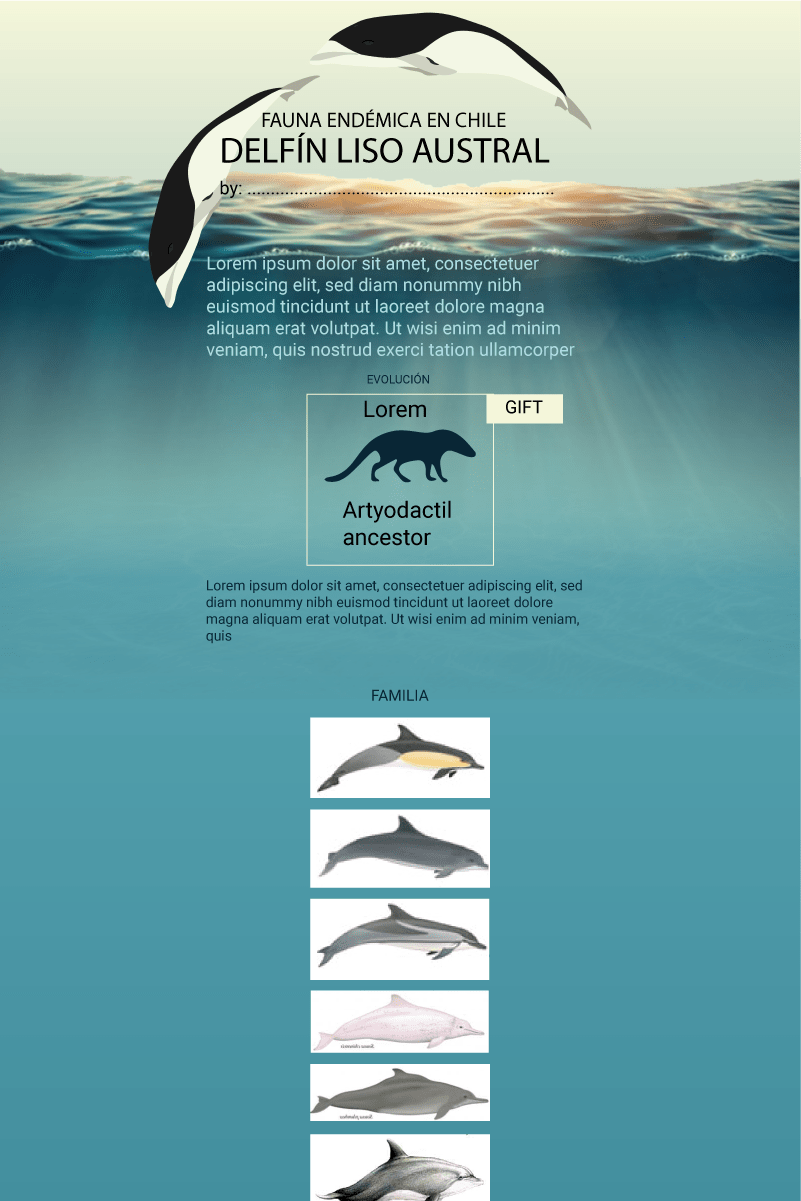 FAUNA ENDÉMICA EN CHILE
DELFÍN LISO AUSTRAL
by: ................................................................
Lorem ipsum dolor sit amet, consectetuer
adipiscing elit, sed diam nonummy nibh
euismod tincidunt ut laoreet dolore magna
aliquam erat volutpat. Ut wisi enim ad minim
veniam, quis nostrud exerci tation ullamcorper
EVOLUCIÓN
Lorem
GIFT
Artyodactil
ancestor
Lorem ipsum dolor sit amet, consectetuer adipiscing elit, sed
diam nonummy nibh euismod tincidunt ut laoreet dolore
magna aliquam erat volutpat. Ut wisi enim ad minim veniam,
quis
FAMILIA